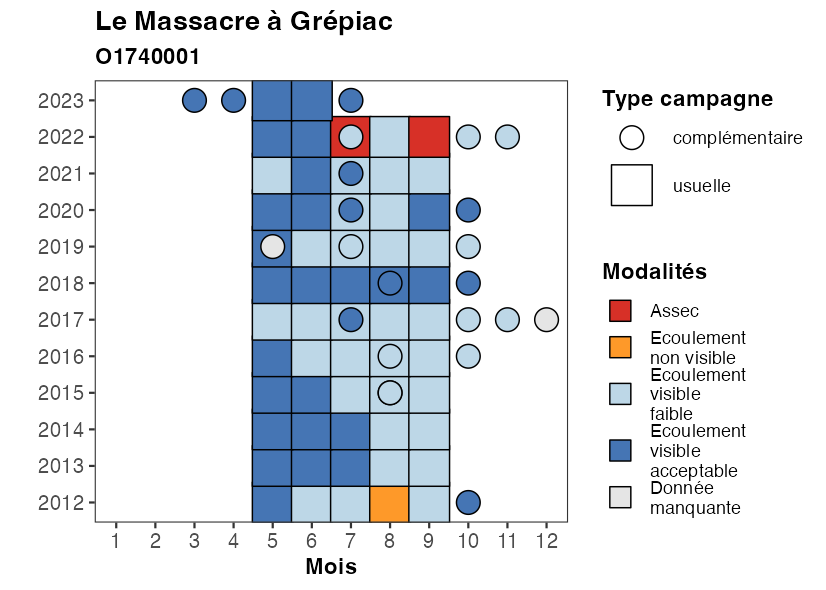 Le Massacre à Grépiac
O1740001
2023
2022
2021
2020
2019
2018
2017
2016
2015
2014
2013
2012
1 2 3 4 5 6 7 8 9 10 11 12
Mois
Type campagne
complémentaire
usuelle
Modalités
Assec
Ecoulement
non visible
Ecoulement
visible
faible
Ecoulement
visible
acceptable
Donnée
manquante